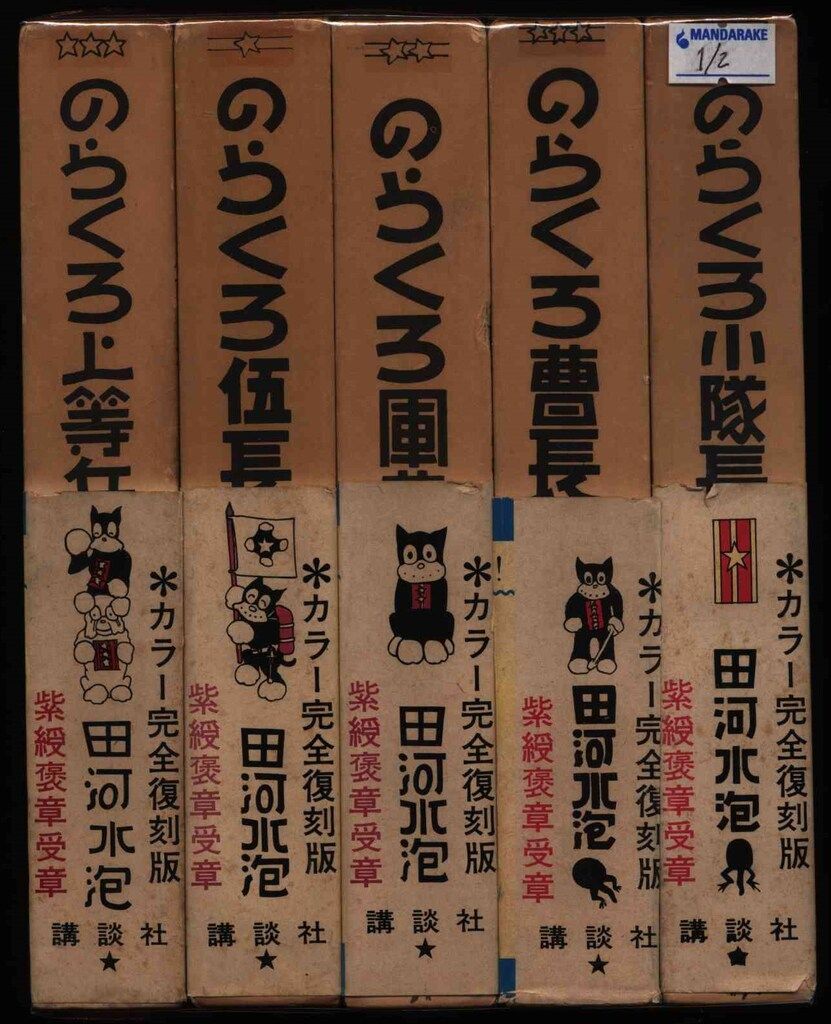 MANDARAKE
1/2
のらくろ上等
*カラー完全復刻版
田河水泡
紫綬褒章受章
講談社
のらくろ伍長
*カラー完全復刻版
田河水泡
紫綬褒章受章
講談社
のらくろ軍
*カラー完全復刻版
田河水泡
紫綬褒章受章
講談社
のらくろ曹長
!
*カラー完全復刻版
田河水泡
紫綬褒章受章
講談社
のらくろ小隊長
*カラー完全復刻版
田河水泡
紫綬褒章受章
講談社